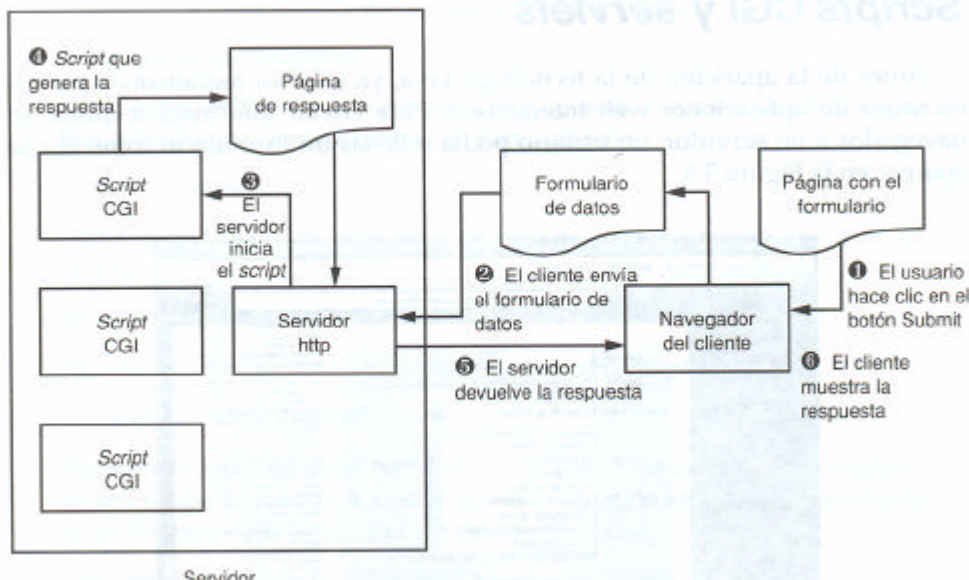 Scripts CGI y servlets
❹ Script que
genera la
respuesta
Página
de respuesta
Script
CGI
❸
El
servidor
inicia
el script
Formulario
de datos
Página con el
formulario
❶ El usuario
hace clic en el
botón Submit
❷ El cliente envía
el formulario de
datos
Script
CGI
Servidor
http
Navegador
del cliente
❺ El servidor
devuelve la respuesta
❻ El cliente
muestra la
respuesta
Script
CGI
Servidor